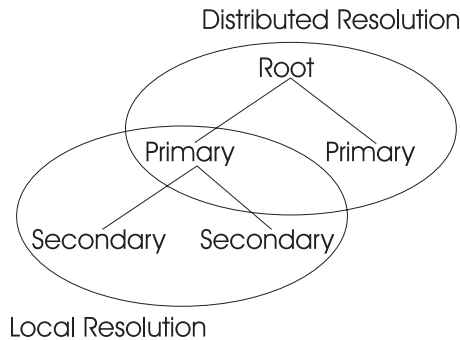 Distributed Resolution
Root
Primary Primary
Secondary Secondary
Local Resolution